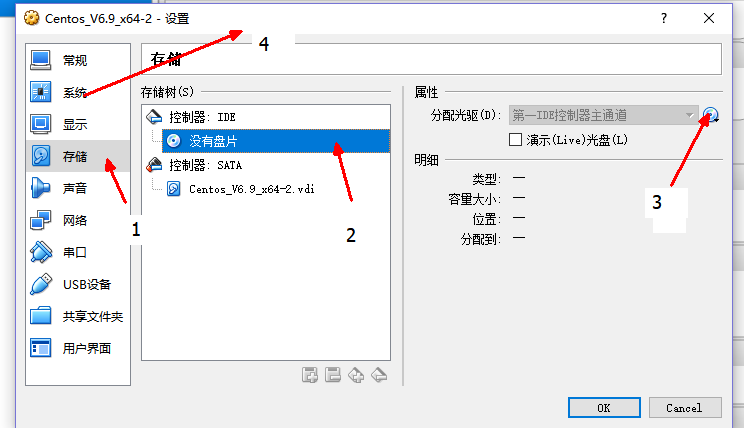 Centos_V6.9_x64-2 - 设置
?
4
常规
系统
显示
存储
声音
网络
串口
USB设备
共享文件夹
用户界面
存储
存储树(S)
控制器: IDE
没有盘片
控制器: SATA
Centos_V6.9_x64-2.vdi
属性
分配光驱(D): 第一IDE控制器主通道
演示(Live)光盘(L)
明细
类型: —
容量大小: —
位置: —
分配到: —
1
2
3
OK
Cancel